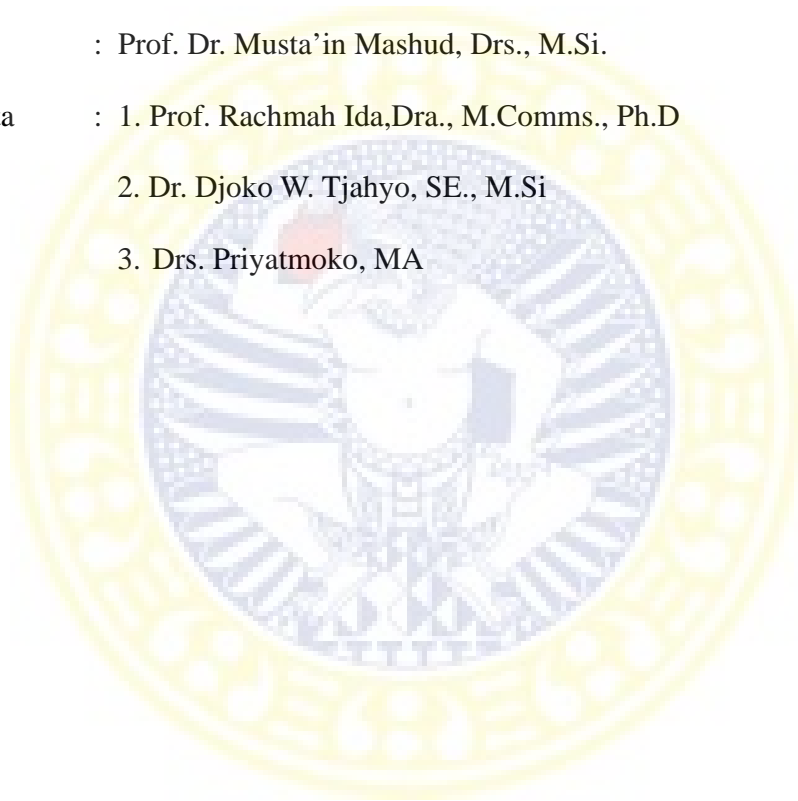 : Prof. Dr. Musta’in Mashud, Drs., M.Si.
: 1. Prof. Rachmah Ida,Dra., M.Comms., Ph.D
2. Dr. Djoko W. Tjahyo, SE., M.Si
3. Drs. Priyatmoko, MA